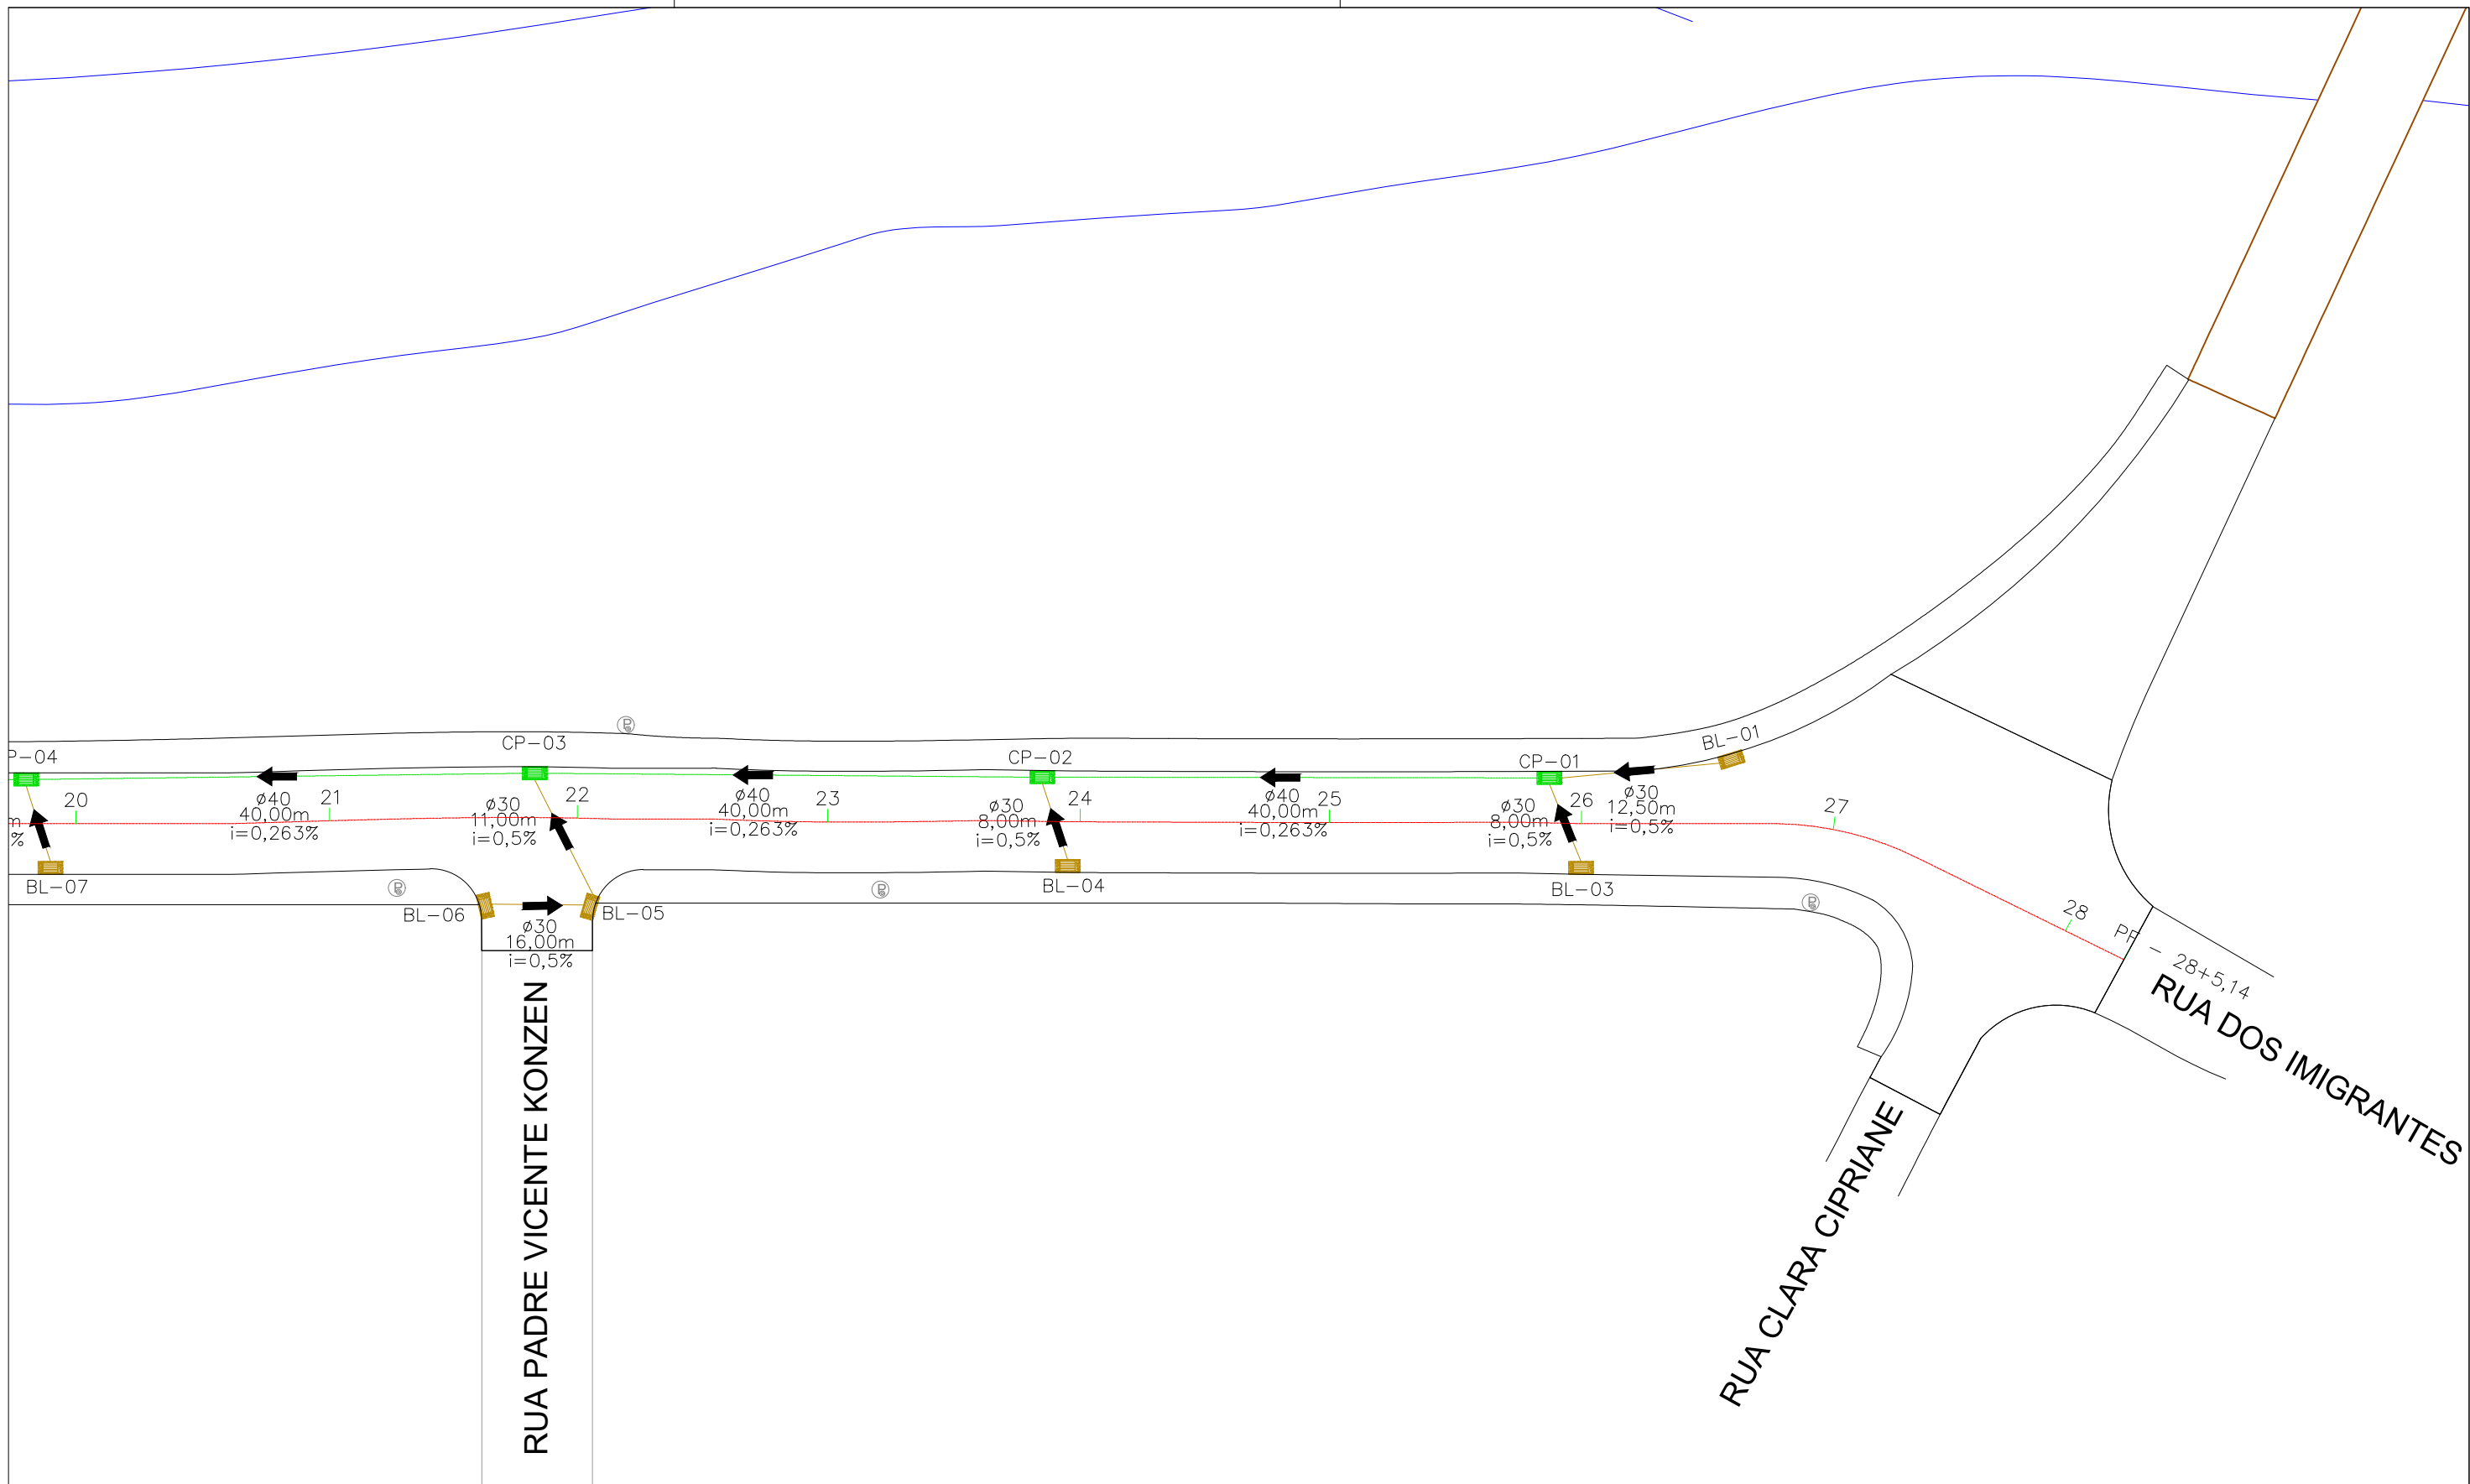 BL-01
CP-03
CP-02
CP-01
P-04
20
ø40
40,00m
i=0,263%
21
ø30
11,00m
i=0,5%
22
ø40
40,00m
i=0,263%
23
ø30
8,00m
i=0,5%
24
ø40
40,00m
i=0,263%
25
ø30
8,00m
i=0,5%
26
ø30
12,50m
i=0,5%
27
m
%
BL-07
BL-06
BL-05
BL-04
BL-03
ø30
16,00m
i=0,5%
28
PF - 28+5,14
RUA DOS IMIGRANTES
RUA PADRE VICENTE KONZEN
RUA CLARA CIPRIANE